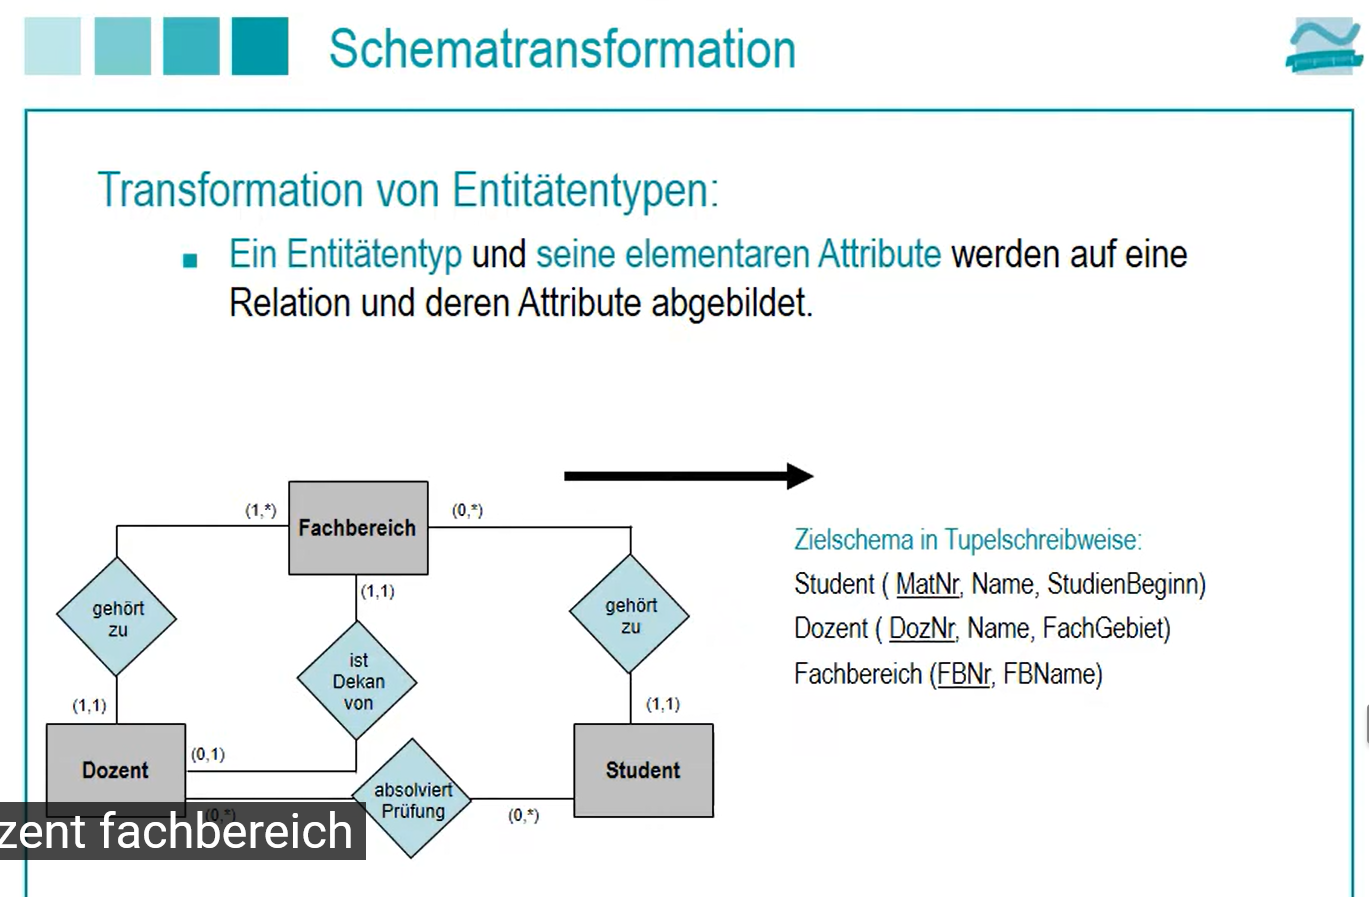 Schematransformation
Transformation von Entitätentypen:
Ein Entitätentyp und seine elementaren Attribute werden auf eine
Relation und deren Attribute abgebildet.
(1,*)
Fachbereich
(0,*)
(1,1)
gehört
zu
gehört
zu
ist
Dekan
von
(1,1)
(1,1)
Dozent
(0,1)
Student
absolviert
Prüfung
(0,*)
(0,*)
Zielschema in Tupelschreibweise:
Student ( MatNr, Name, StudienBeginn)
Dozent ( DozNr, Name, FachGebiet)
Fachbereich (FBNr, FBName)
zent fachbereich